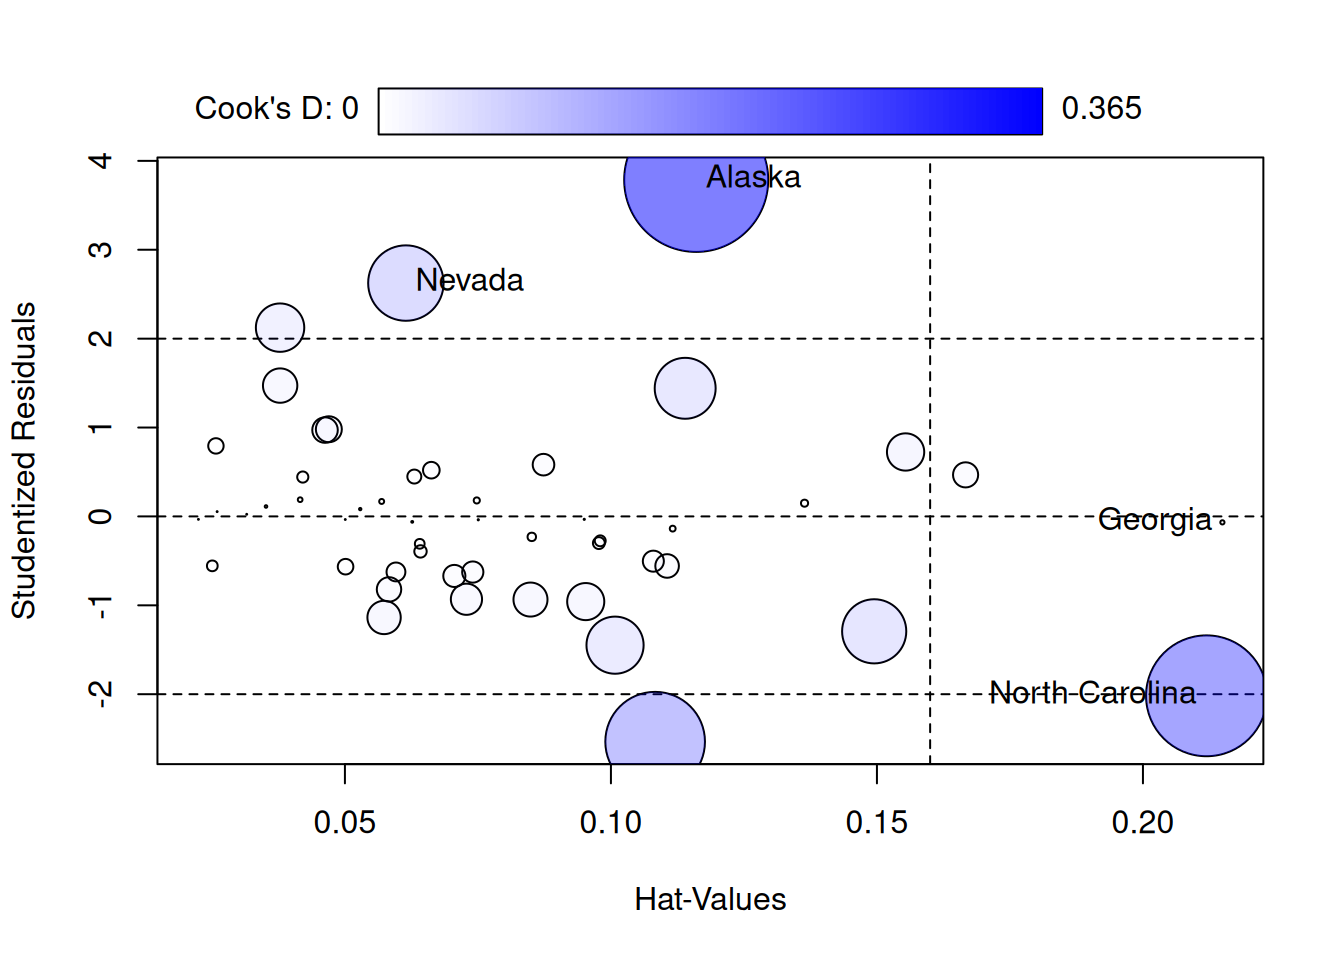 Cook's D: 0 0.365
4
3
2
1
0
-1
-2
Studentized Residuals
Alaska
Nevada
Georgia
North Carolina
0.05 0.10 0.15 0.20
Hat-Values